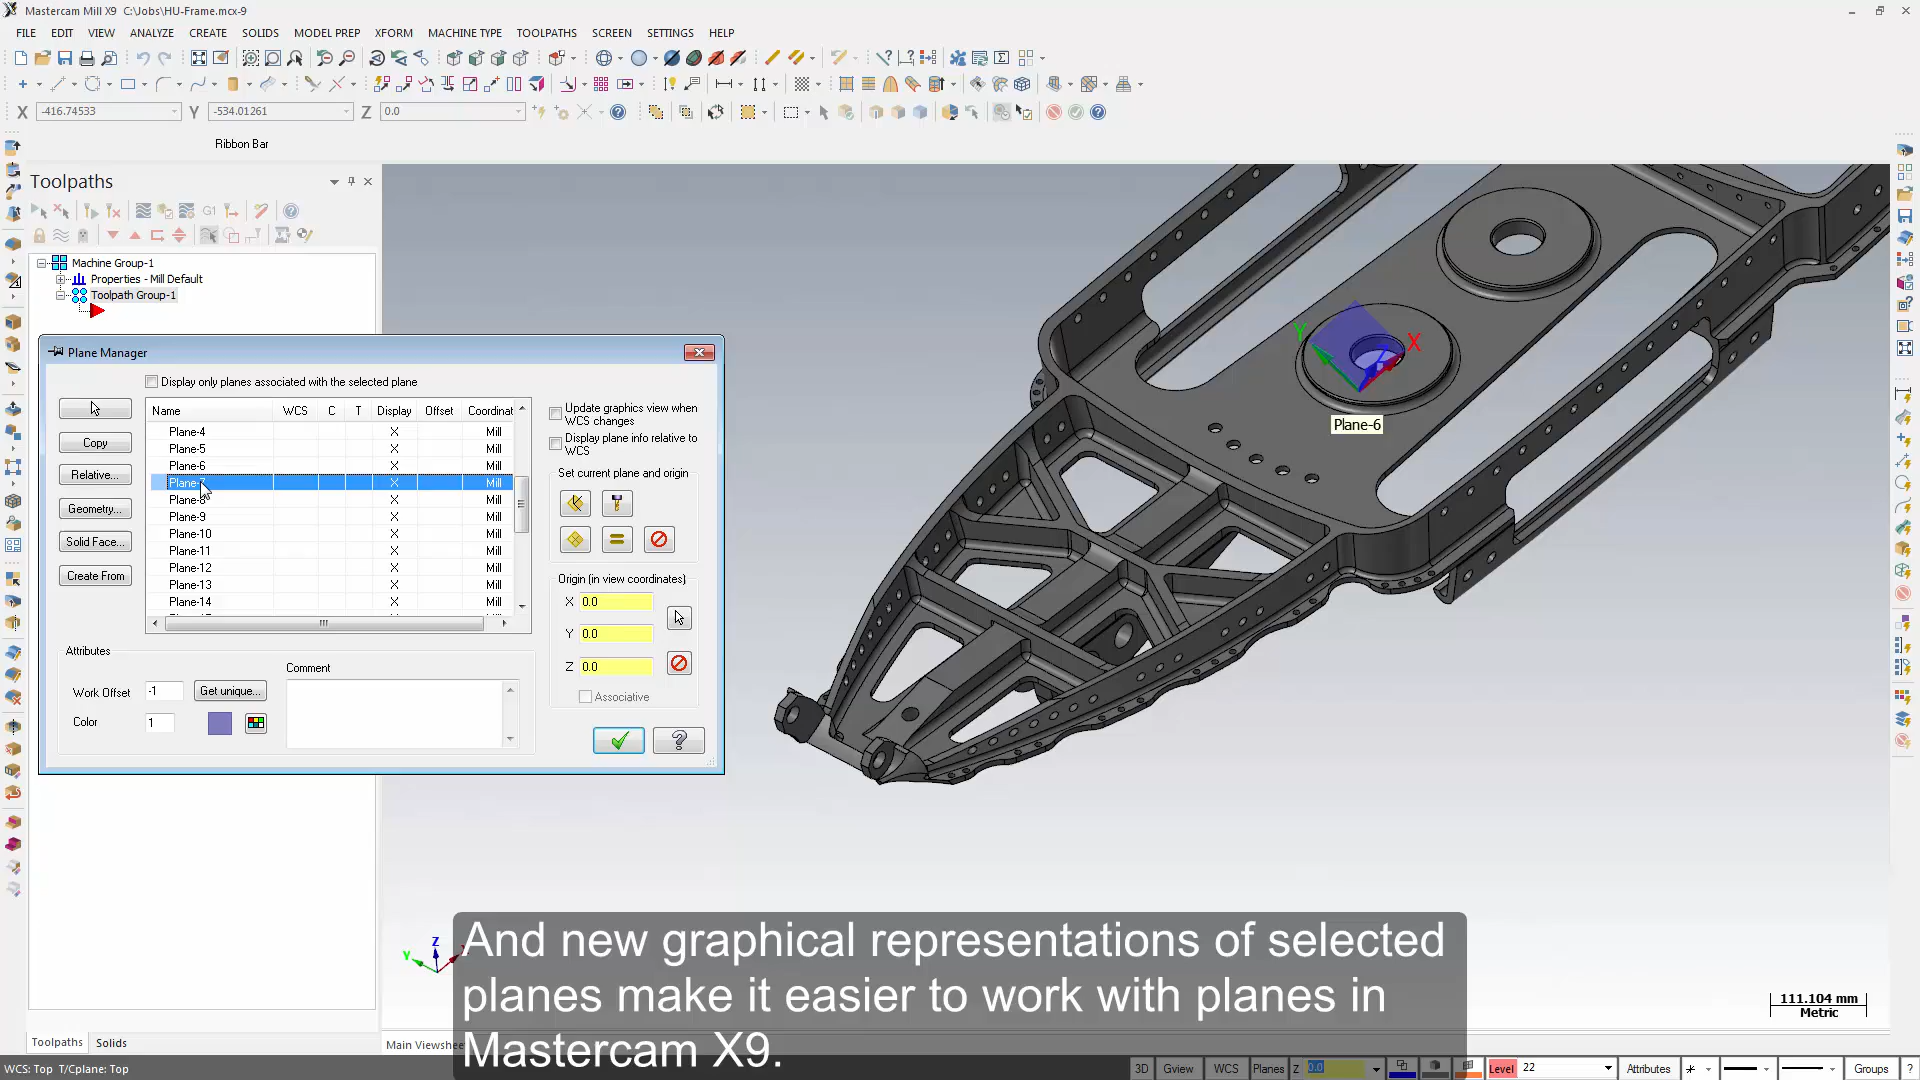 Mastercam Mill X9 C:\Jobs\HU-Frame.mcx-9
FILE EDIT VIEW ANALYZE CREATE SOLIDS MODEL PREP XFORM MACHINE TYPE TOOLPATHS SCREEN SETTINGS HELP
X -416.74533 Y -534.01261 Z 0.0
Ribbon Bar
Toolpaths
G1
Machine Group-1
Properties - Mill Default
Toolpath Group-1
Plane Manager
Display only planes associated with the selected plane
Name WCS C T Display Offset Coordinat
Plane-4 X Mill
Plane-5 X Mill
Plane-6 X Mill
Plane-7 X Mill
Plane-8 X Mill
Plane-9 X Mill
Plane-10 X Mill
Plane-11 X Mill
Plane-12 X Mill
Plane-13 X Mill
Plane-14 X Mill
Copy
Relative...
Geometry...
Solid Face...
Create From
Update graphics view when
WCS changes
Display plane info relative to
WCS
Set current plane and origin
Origin (in view coordinates)
X 0.0
Y 0.0
Z 0.0
Associative
Attributes
Work Offset -1 Get unique...
Color 1
Comment
Y X
Plane-6
Z
Y
And new graphical representations of selected
planes make it easier to work with planes in
Mastercam X9.
111.104 mm
Metric
Toolpaths Solids
Main Viewshee
WCS: Top T/Cplane: Top
3D Gview WCS Planes Z 0.0 Level 22 Attributes Groups ?